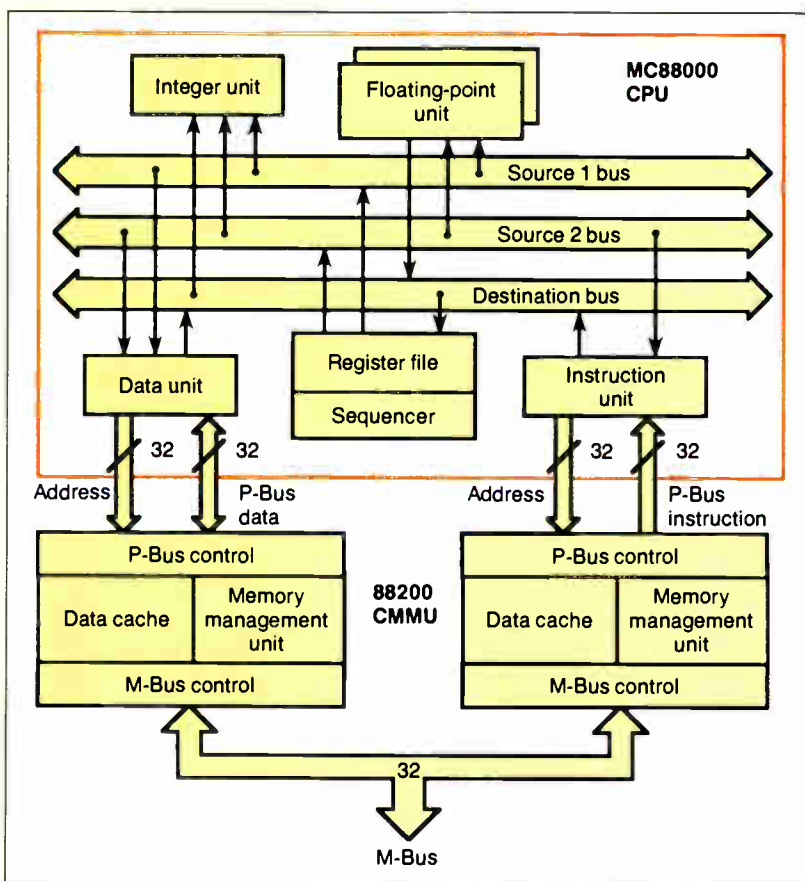 MC88000
CPU
Integer unit
Floating-point
unit
Source 1 bus
Source 2 bus
Destination bus
Data unit
Register file
Sequencer
Instruction
unit
32
32
32
32
Address
P-Bus
data
Address
P-Bus
instruction
P-Bus control
Data cache
Memory
management
unit
M-Bus control
88200
CMMU
P-Bus control
Data cache
Memory
management
unit
M-Bus control
32
M-Bus